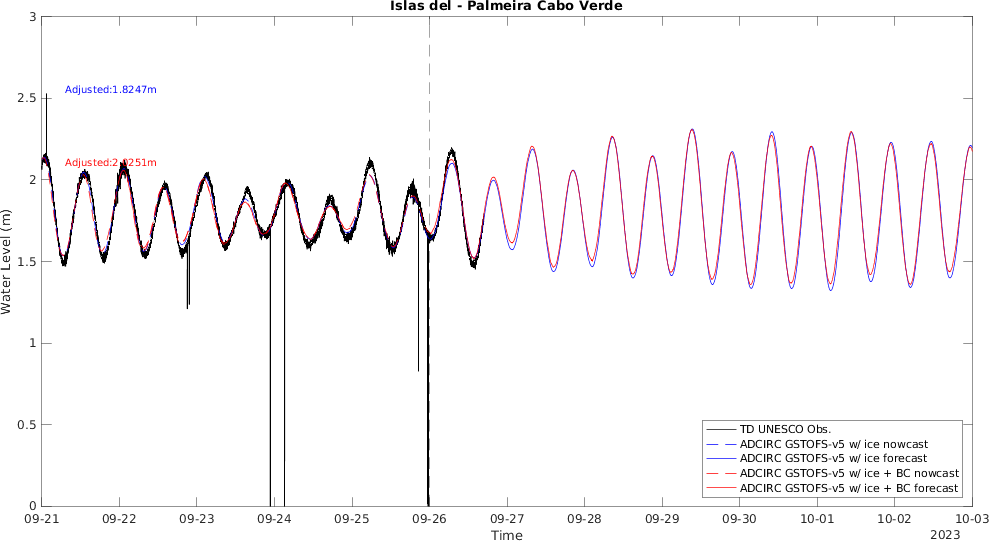 Islas del - Palmeira Cabo Verde
3
2.5
2
1.5
1
0.5
0
Water Level (m)
Adjusted:1.8247m
Adjusted:2.0251m
TD UNESCO Obs.
ADCIRC GSTOFS-v5 w/ ice nowcast
ADCIRC GSTOFS-v5 w/ ice forecast
ADCIRC GSTOFS-v5 w/ ice + BC nowcast
ADCIRC GSTOFS-v5 w/ ice + BC forecast
09-21 09-22 09-23 09-24 09-25 09-26 09-27 09-28 09-29 09-30 10-01 10-02 10-03
Time
2023